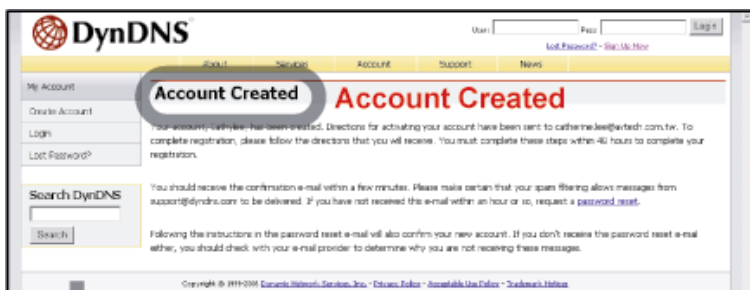 DynDNS
User: Pass: Login
Lost Password? - Sign Up Now
About Services Account Support News
My Account
Create Account
Login
Lost Password?
Search DynDNS
Search
Account Created Account Created
Your account, Cathylee, has been created. Directions for activating your account have been sent to catherine.lee@avtech.com.tw. To
complete registration, please follow the directions that you will receive. You must complete these steps within 48 hours to complete your
registration.
You should receive the confirmation e-mail within a few minutes. Please make certain that your spam filtering allows messages from
support@dyndns.com to be delivered. If you have not received this e-mail within an hour or so, request a password reset.
Following the instructions in the password reset e-mail will also confirm your new account. If you don't receive the password reset e-mail
either, you should check with your e-mail provider to determine why you are not receiving these messages.
Copyright © 1999-2006 Dynamic Network Services, Inc. - Privacy Policy - Acceptable Use Policy - Trademark Notices